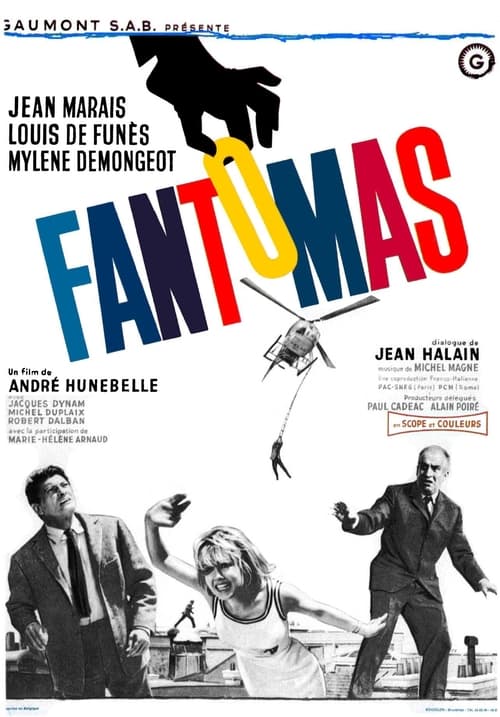 GAUMONT S.A.B. PRÉSENTE
G
JEAN MARAIS
LOUIS DE FUNÈS
MYLENE DEMONGEOT
FANTOMAS
Un film de
ANDRÉ HUNEBELLE
JACQUES DYNAM
MICHEL DUPLAIX
ROBERT DALBAN
avec la participation de
MARIE-HÉLÈNE ARNAUD
dialogue de
JEAN HALAIN
musique de MICHEL MAGNE
Une coproduction Franco-Italienne
PAC-SNEG (Paris) PCM (Rome)
Producteurs délégués
PAUL CADEAC ALAIN POIRÉ
en SCOPE et COULEURS